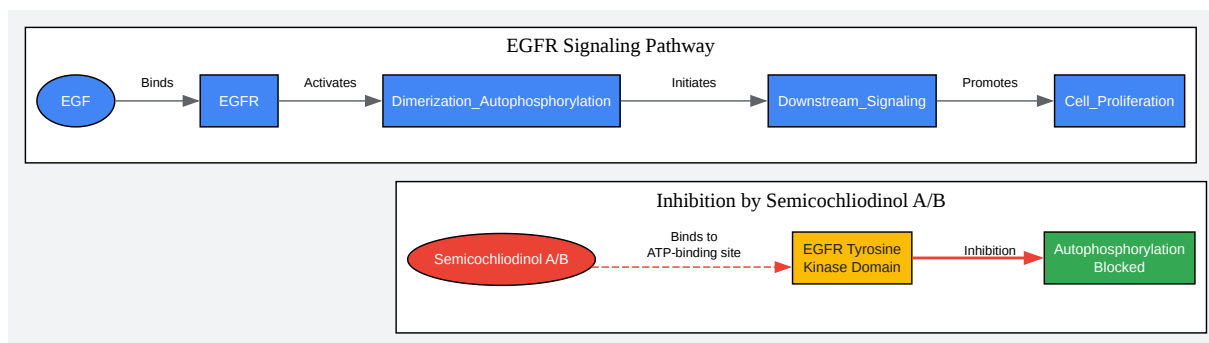 EGFR Signaling Pathway
Binds
Activates
Initiates
Promotes
EGF
EGFR
Dimerization_Autophosphorylation
Downstream_Signaling
Cell_Proliferation
Inhibition by Semicochliodinol A/B
Semicochliodinol A/B
Binds to
ATP-binding site
EGFR Tyrosine
Kinase Domain
Inhibition
Autophosphorylation
Blocked